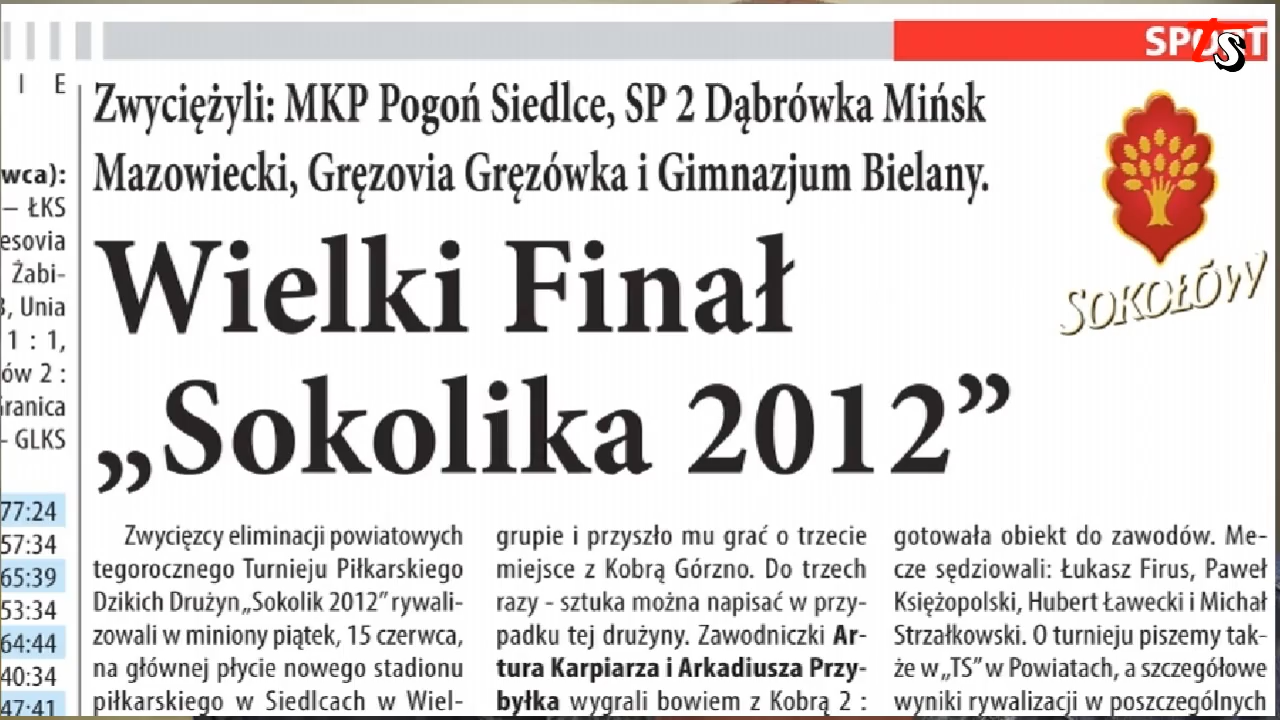 SPORT
I E
wca):
– ŁKS
esovia
Żabi-
3, Unia
1 : 1,
ów 2 :
Granica
– GLKS
77:24
57:34
65:39
53:34
64:44
40:34
47:41
Zwyciężyli: MKP Pogoń Siedlce, SP 2 Dąbrówka Mińsk
Mazowiecki, Gręzovia Gręzówka i Gimnazjum Bielany.
SOKOŁÓW
Wielki Finał
„Sokolika 2012”
Zwycięzcy eliminacji powiatowych
tegorocznego Turnieju Piłkarskiego
Dzikich Drużyn „Sokolik 2012” rywali-
zowali w miniony piątek, 15 czerwca,
na głównej płycie nowego stadionu
piłkarskiego w Siedlcach w Wiel-
grupie i przyszło mu grać o trzecie
miejsce z Kobrą Górzno. Do trzech
razy - sztuka można napisać w przy-
padku tej drużyny. Zawodniczki Ar-
tura Karpiarza i Arkadiusza Przy-
byłka wygrali bowiem z Kobrą 2 :
gotowała obiekt do zawodów. Me-
cze sędziowali: Łukasz Firus, Paweł
Księżopolski, Hubert Ławecki i Michał
Strzałkowski. O turnieju piszemy tak-
że w „TS” w Powiatach, a szczegółowe
wyniki rywalizacji w poszczególnych